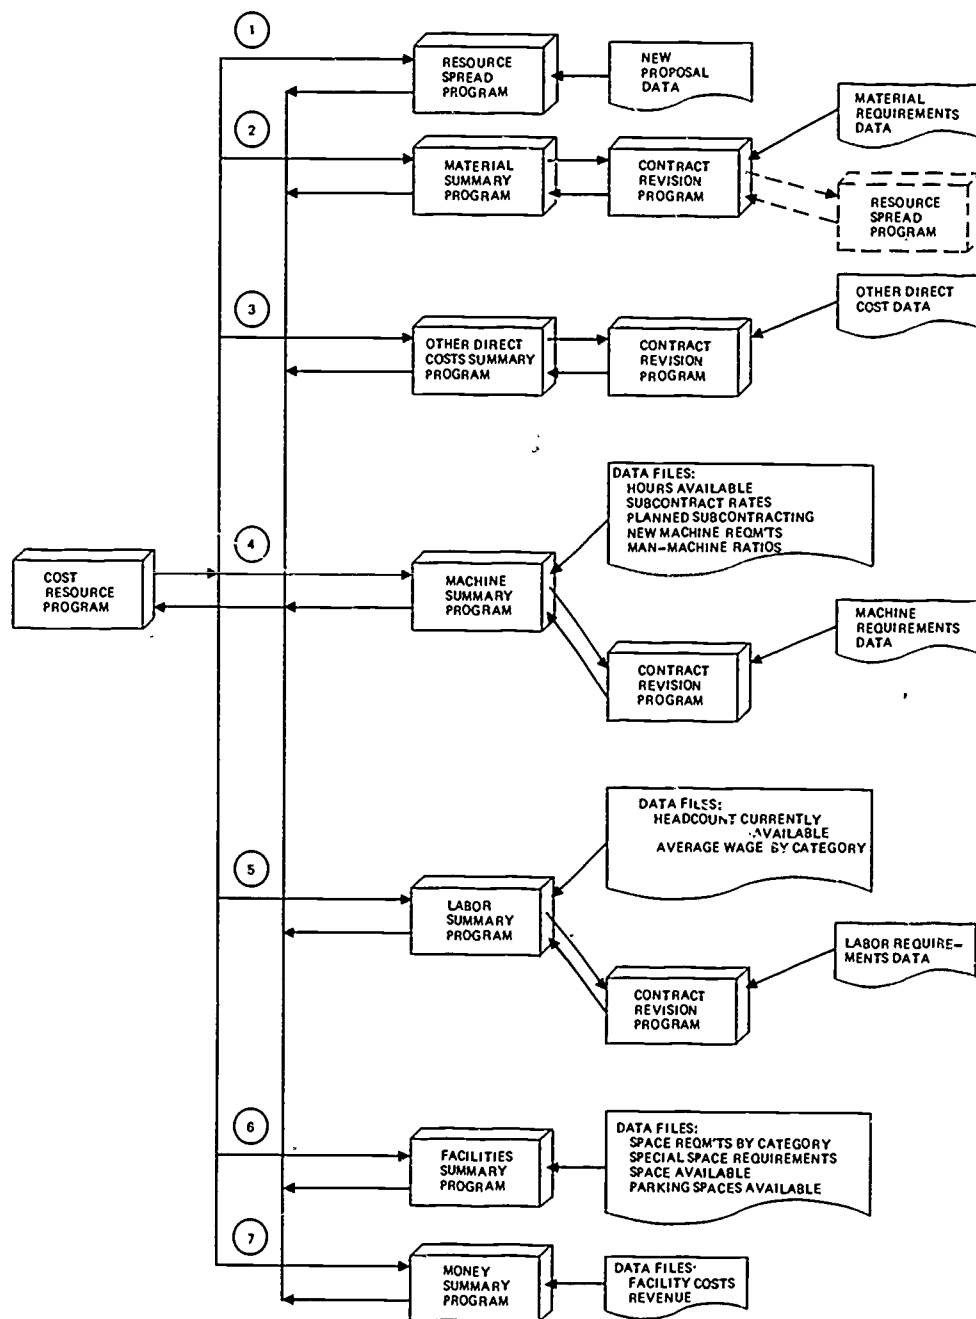 1
RESOURCE
SPREAD
PROGRAM
NEW
PROPOSAL
DATA
2
MATERIAL
SUMMARY
PROGRAM
CONTRACT
REVISION
PROGRAM
MATERIAL
REQUIREMENTS
DATA
RESOURCE
SPREAD
PROGRAM
3
OTHER DIRECT
COSTS SUMMARY
PROGRAM
CONTRACT
REVISION
PROGRAM
OTHER DIRECT
COST DATA
COST
RESOURCE
PROGRAM
4
MACHINE
SUMMARY
PROGRAM
DATA FILES:
HOURS AVAILABLE
SUBCONTRACT RATES
PLANNED SUBCONTRACTING
NEW MACHINE REQM'TS
MAN-MACHINE RATIOS
CONTRACT
REVISION
PROGRAM
MACHINE
REQUIREMENTS
DATA
5
LABOR
SUMMARY
PROGRAM
DATA FILES:
HEADCOUNT CURRENTLY
AVAILABLE
AVERAGE WAGE BY CATEGORY
CONTRACT
REVISION
PROGRAM
LABOR REQUIRE-
MENTS DATA
6
FACILITIES
SUMMARY
PROGRAM
DATA FILES:
SPACE REQM'TS BY CATEGORY
SPECIAL SPACE REQUIREMENTS
SPACE AVAILABLE
PARKING SPACES AVAILABLE
7
MONEY
SUMMARY
PROGRAM
DATA FILES:
FACILITY COSTS
REVENUE